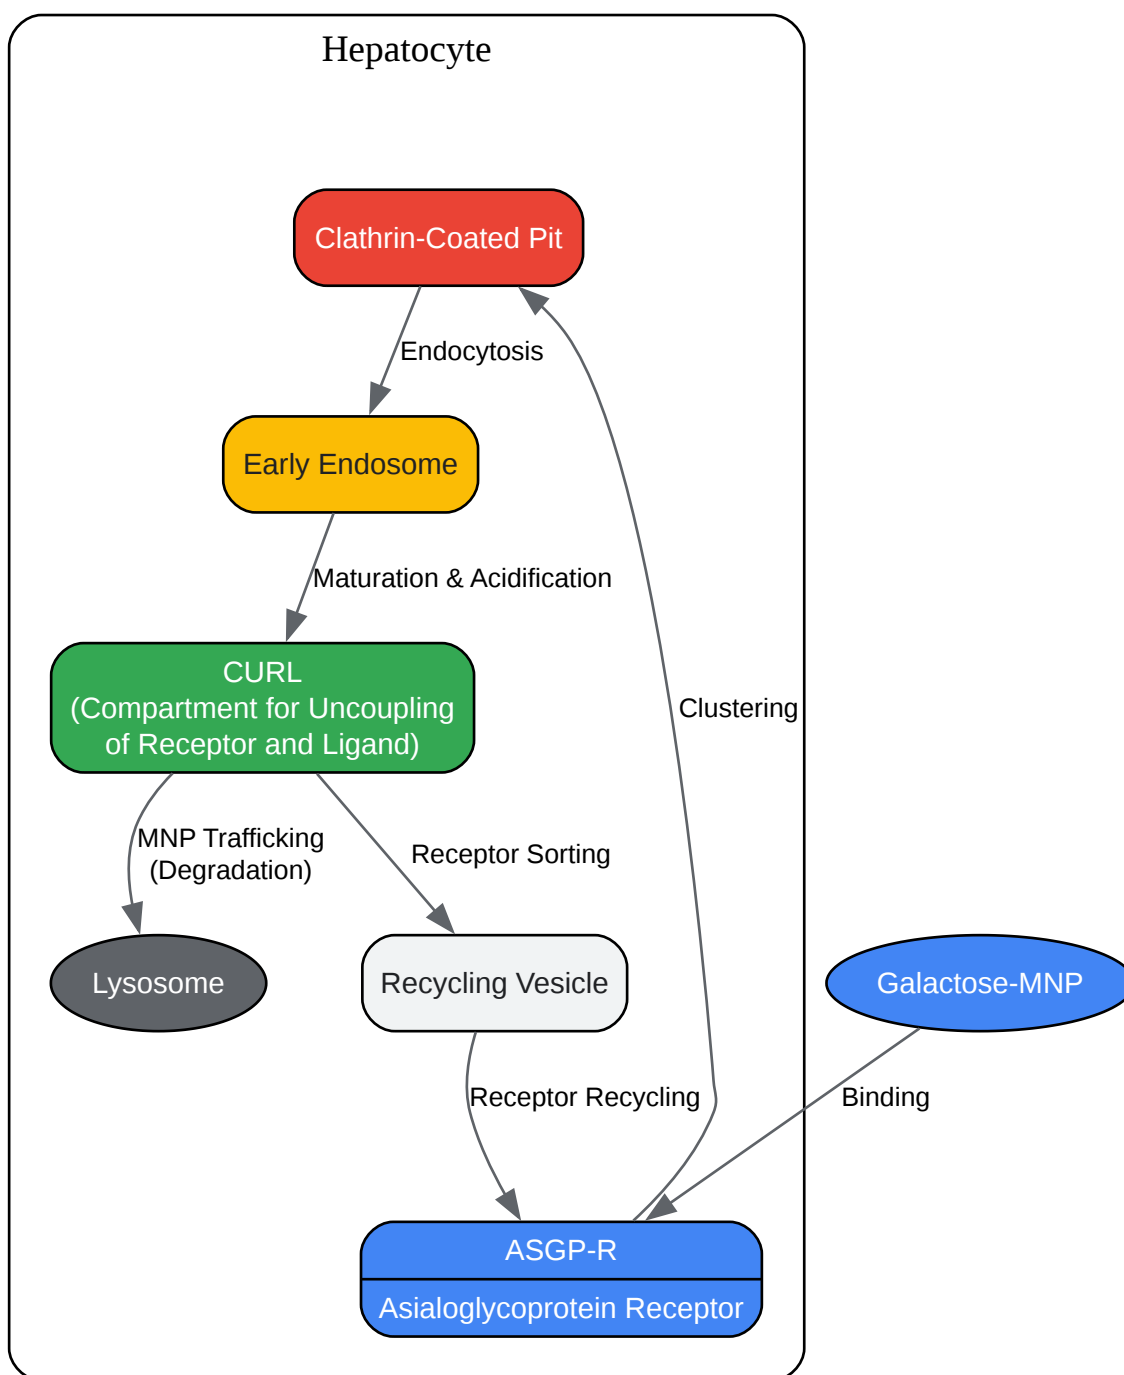 Hepatocyte
Clathrin-Coated Pit
Endocytosis
Early Endosome
Maturation & Acidification
CURL
(Compartment for Uncoupling
of Receptor and Ligand)
Clustering
MNP Trafficking
(Degradation)
Receptor Sorting
Lysosome
Recycling Vesicle
Galactose-MNP
Receptor Recycling
Binding
ASGP-R
Asialoglycoprotein Receptor